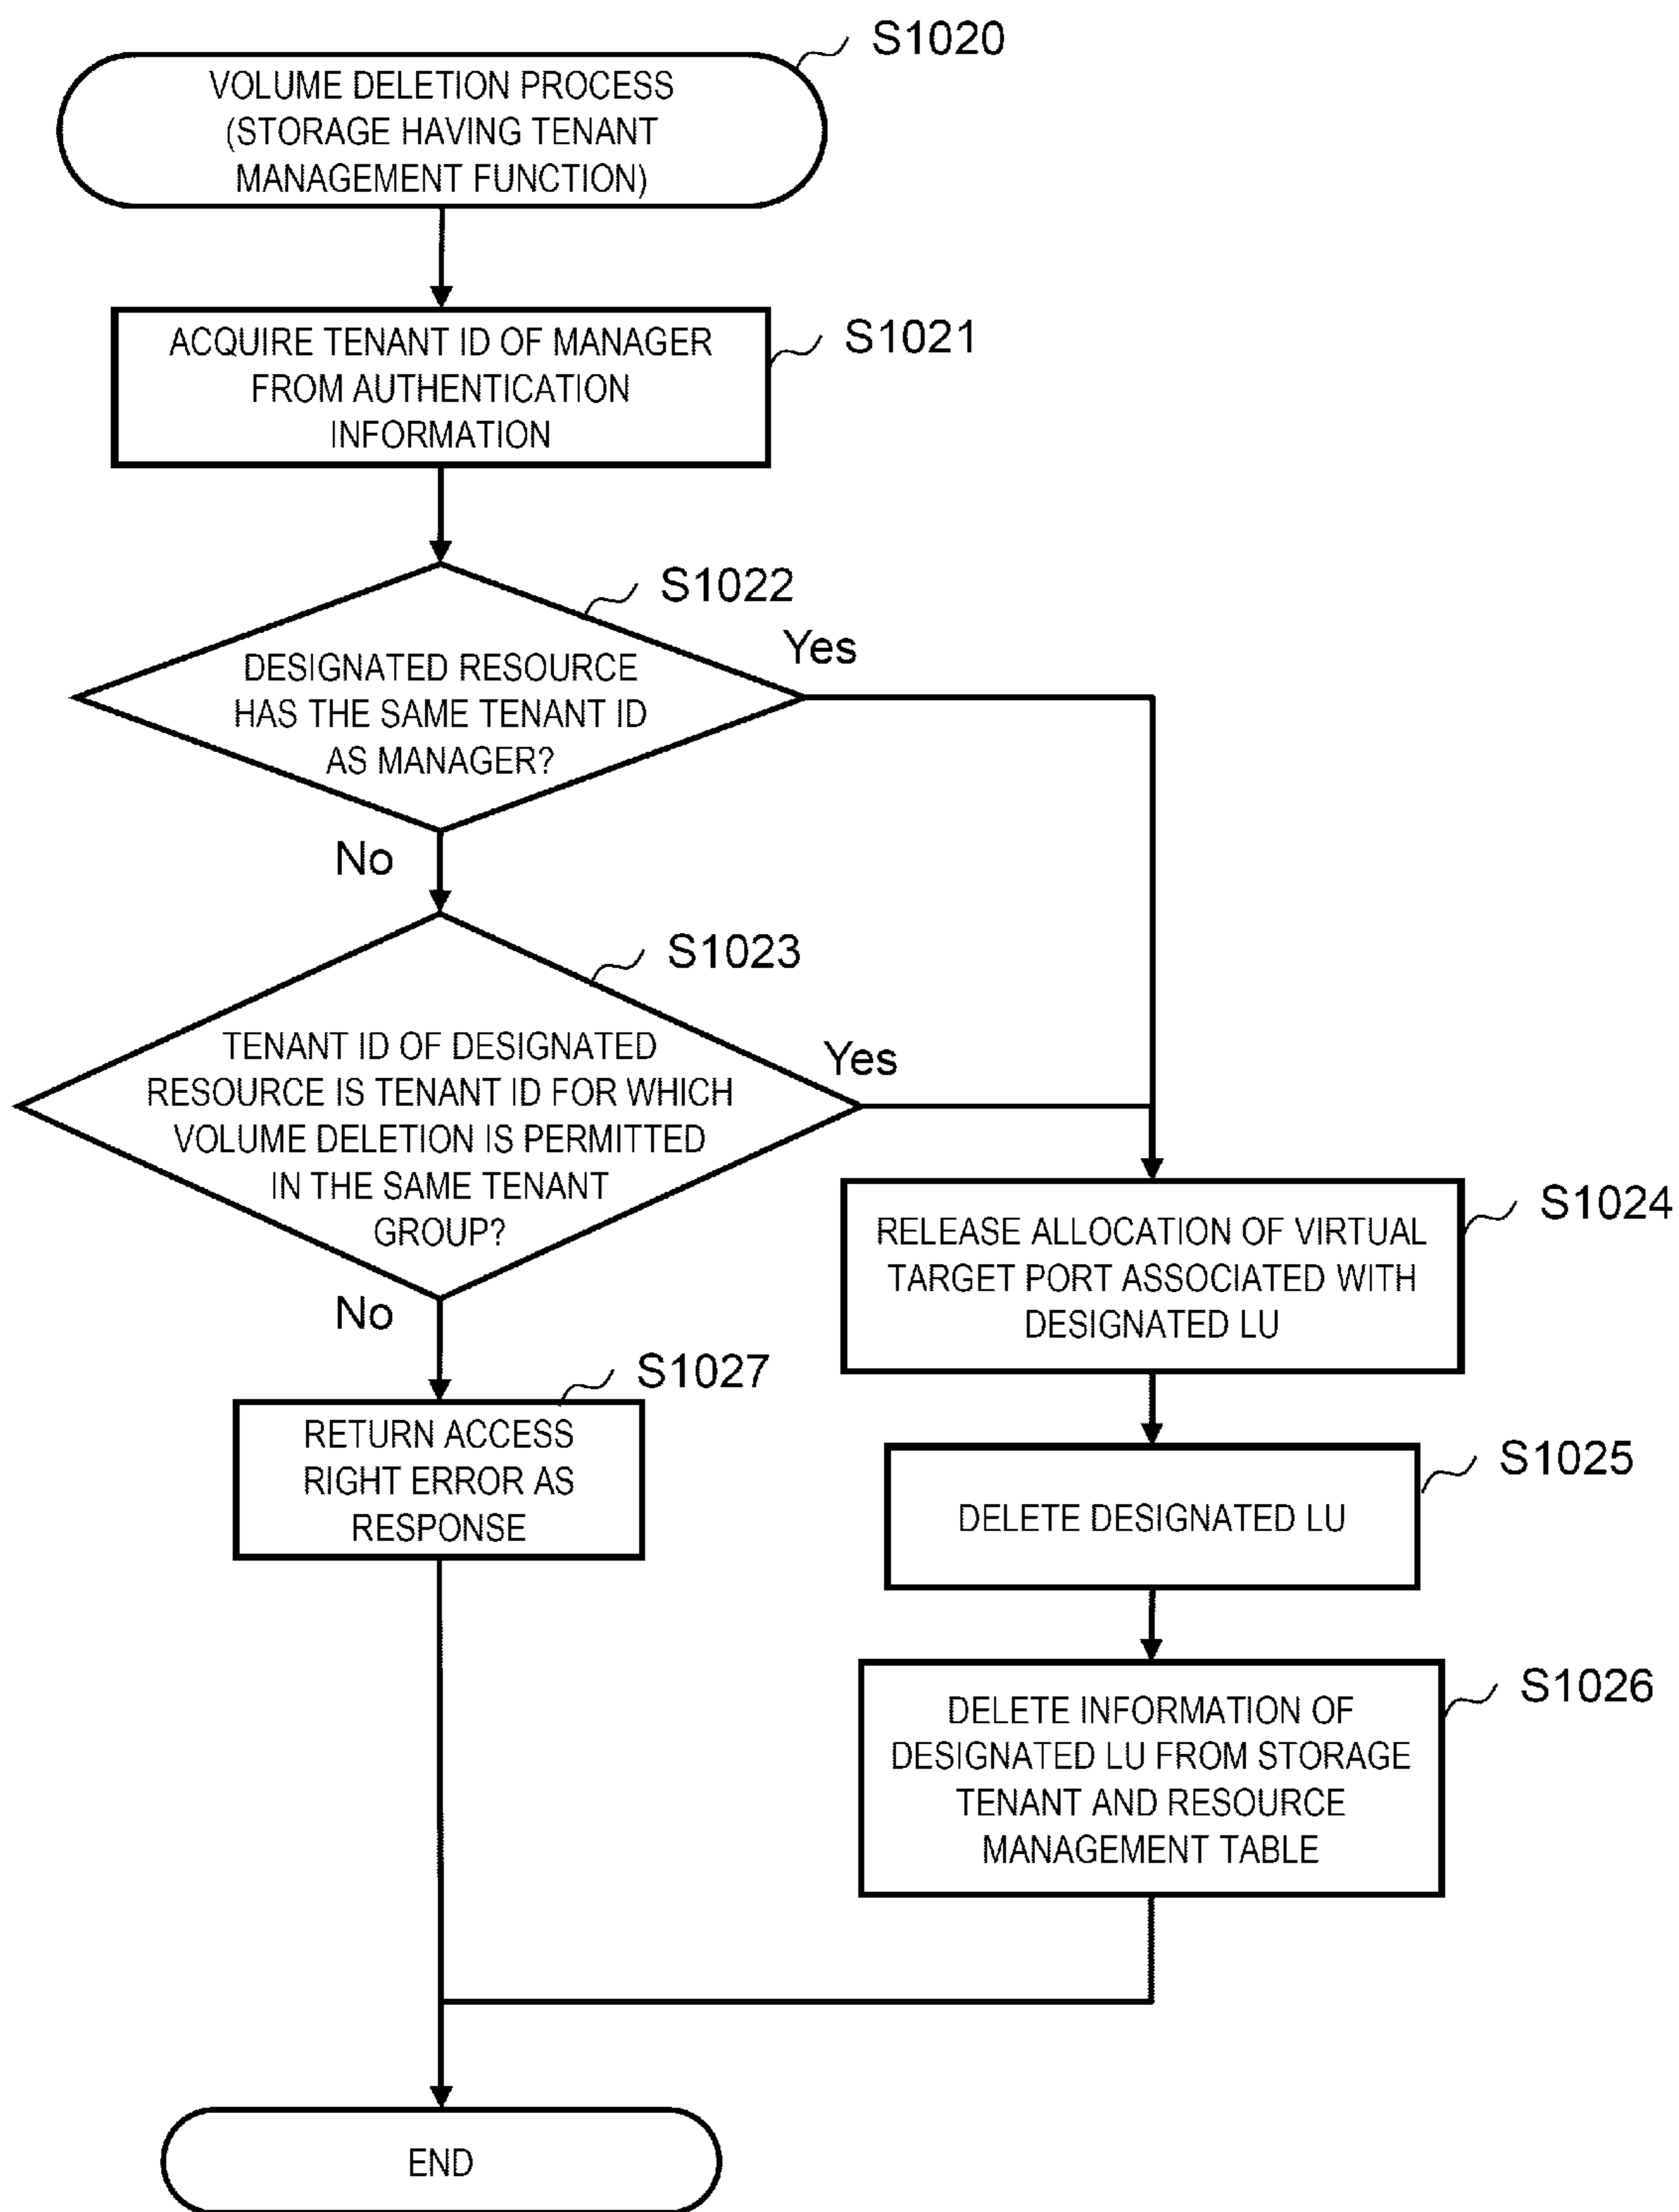 S1020
VOLUME DELETION PROCESS
(STORAGE HAVING TENANT
MANAGEMENT FUNCTION)
S1021
ACQUIRE TENANT ID OF MANAGER
FROM AUTHENTICATION
INFORMATION
S1022
DESIGNATED RESOURCE
HAS THE SAME TENANT ID
AS MANAGER?
Yes
No
S1023
TENANT ID OF DESIGNATED
RESOURCE IS TENANT ID FOR WHICH
VOLUME DELETION IS PERMITTED
IN THE SAME TENANT
GROUP?
Yes
No
S1024
RELEASE ALLOCATION OF VIRTUAL
TARGET PORT ASSOCIATED WITH
DESIGNATED LU
S1027
RETURN ACCESS
RIGHT ERROR AS
RESPONSE
S1025
DELETE DESIGNATED LU
S1026
DELETE INFORMATION OF
DESIGNATED LU FROM STORAGE
TENANT AND RESOURCE
MANAGEMENT TABLE
END